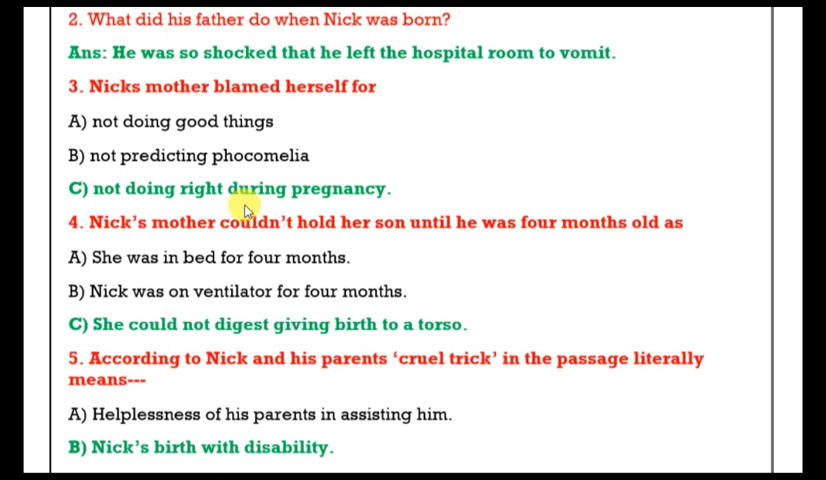 2. What did his father do when Nick was born?
Ans: He was so shocked that he left the hospital room to vomit.
3. Nicks mother blamed herself for
A) not doing good things
B) not predicting phocomelia
C) not doing right during pregnancy.
4. Nick's mother couldn't hold her son until he was four months old as
A) She was in bed for four months.
B) Nick was on ventilator for four months.
C) She could not digest giving birth to a torso.
5. According to Nick and his parents ‘cruel trick’ in the passage literally
means---
A) Helplessness of his parents in assisting him.
B) Nick's birth with disability.